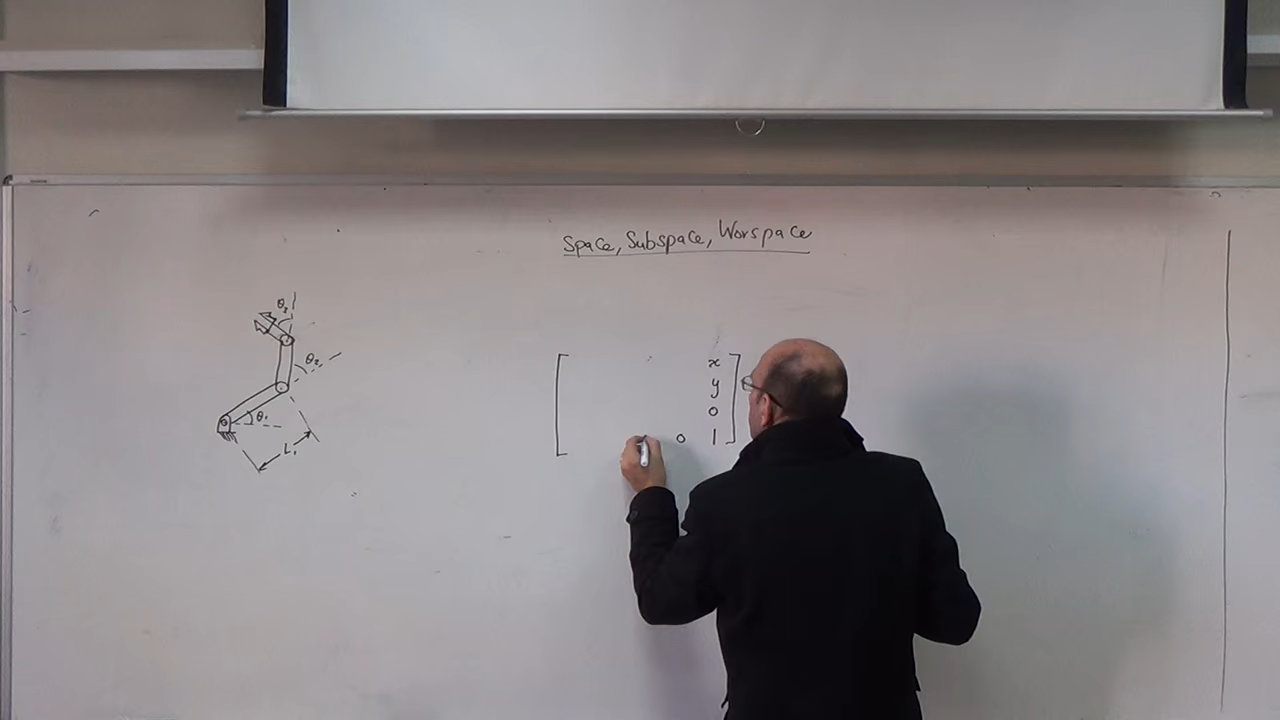 Space, Subspace, Worspace
θ₃
θ₂
θ₁
L₁
x
y
0
0 1